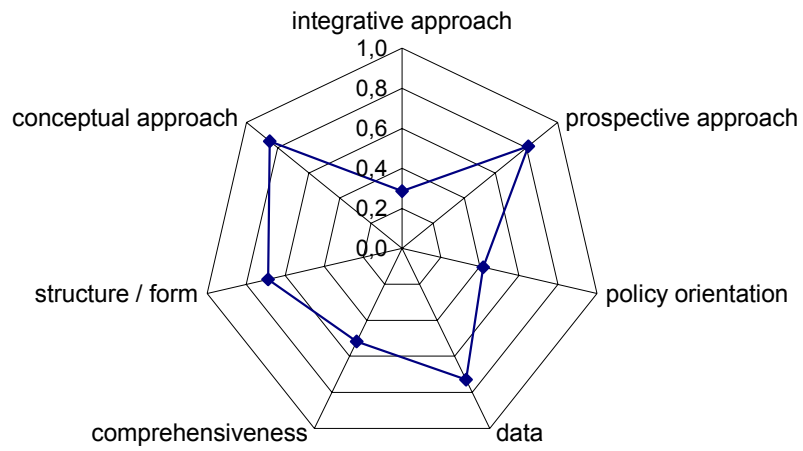 integrative approach
1,0
0,8
conceptual approach
prospective approach
0,6
0,4
0,2
0,0
structure / form
policy orientation
comprehensiveness
data